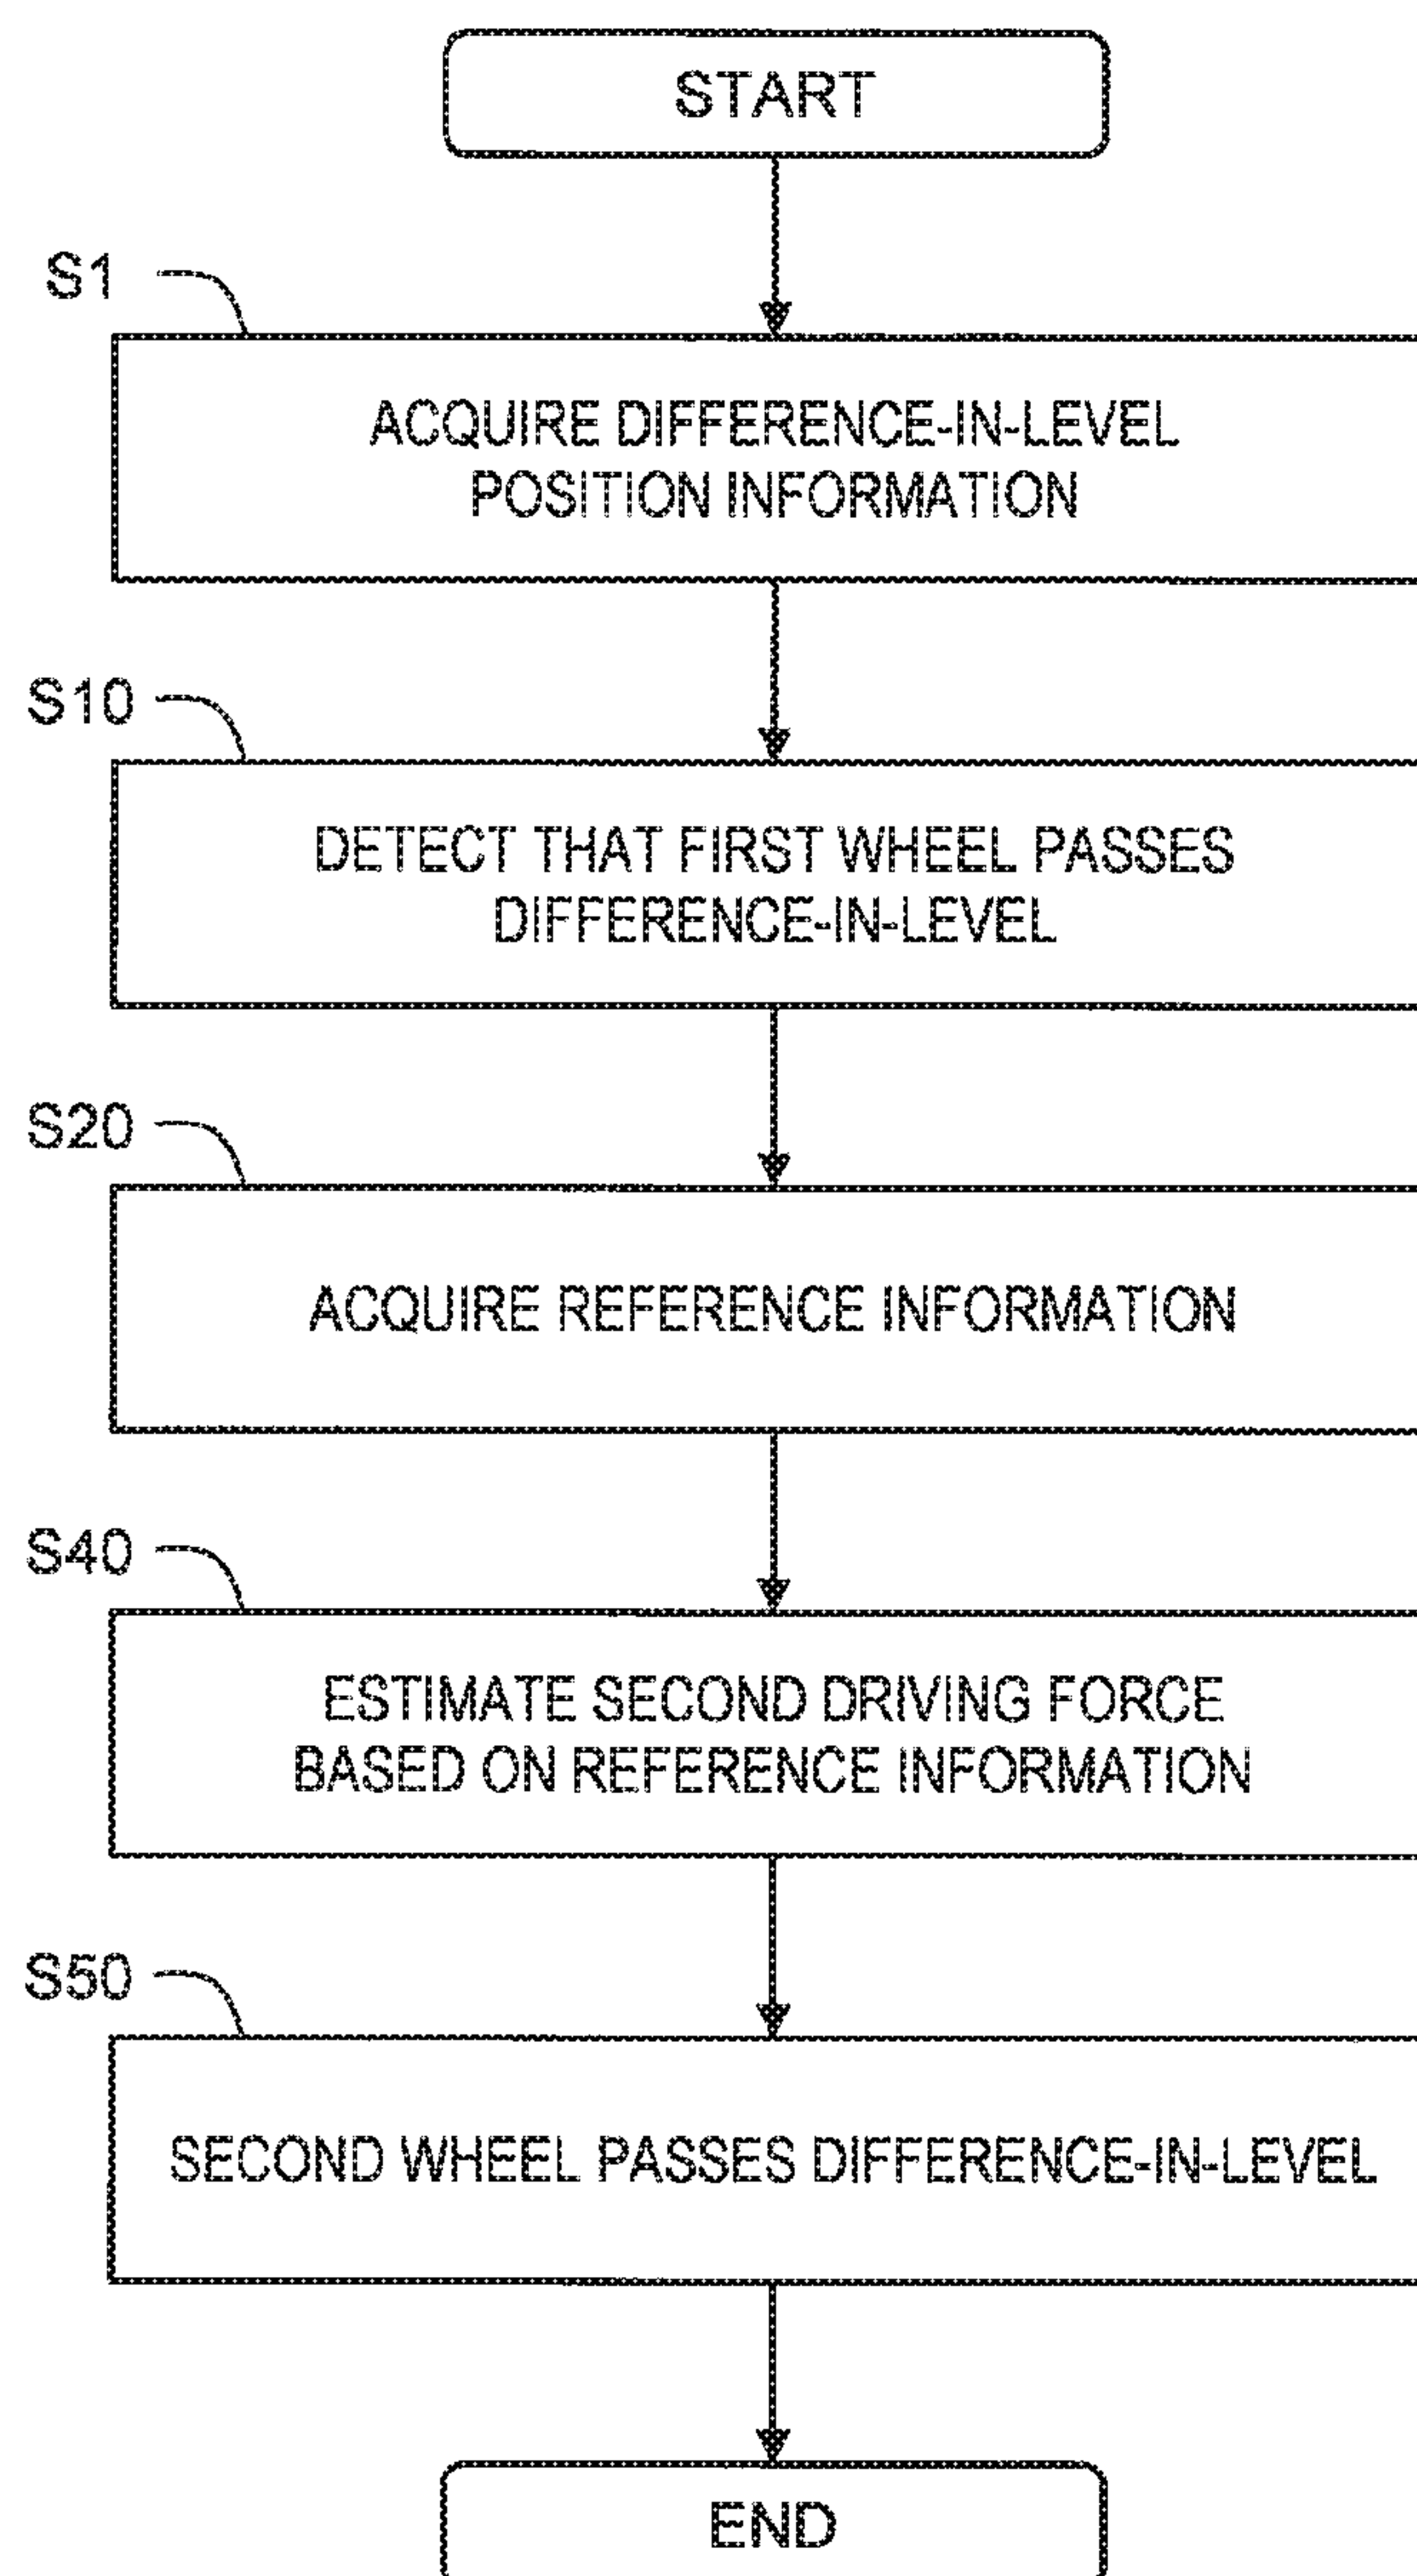 START
S1
ACQUIRE DIFFERENCE-IN-LEVEL
POSITION INFORMATION
S10
DETECT THAT FIRST WHEEL PASSES
DIFFERENCE-IN-LEVEL
S20
ACQUIRE REFERENCE INFORMATION
S40
ESTIMATE SECOND DRIVING FORCE
BASED ON REFERENCE INFORMATION
S50
SECOND WHEEL PASSES DIFFERENCE-IN-LEVEL
END